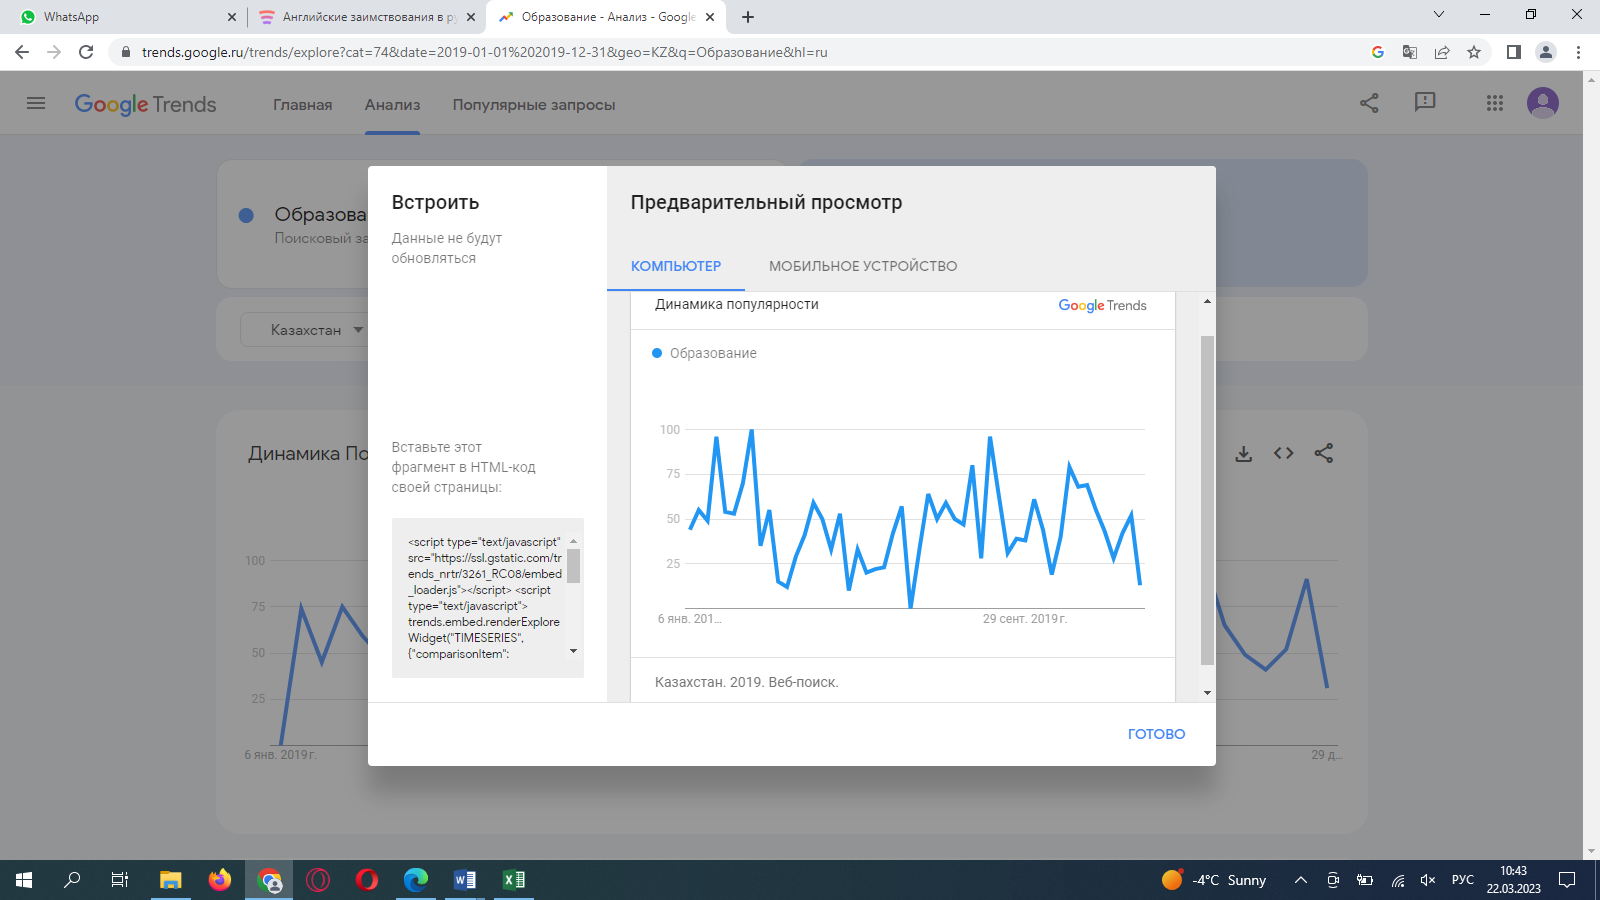 WhatsApp
Английские заимствования в ру
Образование - Анализ - Google
trends.google.ru/trends/explore?cat=74&date=2019-01-01%202019-12-31&geo=KZ&q=Образование&hl=ru
Google Trends
Главная
Анализ
Популярные запросы
Образова
Поисковый за
Казахстан
Динамика По
100
75
50
25
6 янв. 2019 г.
29 д...
Встроить
Данные не будут
обновляться
Вставьте этот
фрагмент в HTML-код
своей страницы:
<script type="text/javascript"
src="https://ssl.gstatic.com/tr
ends_nrtr/3261_RC08/embed
_loader.js"></script> <script
type="text/javascript">
trends.embed.renderExplore
Widget("TIMESERIES",
{"comparisonItem":
Предварительный просмотр
КОМПЬЮТЕР
МОБИЛЬНОЕ УСТРОЙСТВО
Динамика популярности
Google Trends
Образование
100
75
50
25
6 янв. 201...
29 сент. 2019 г.
Казахстан. 2019. Веб-поиск.
ГОТОВО
-4°C Sunny
РУС
10:43
22.03.2023